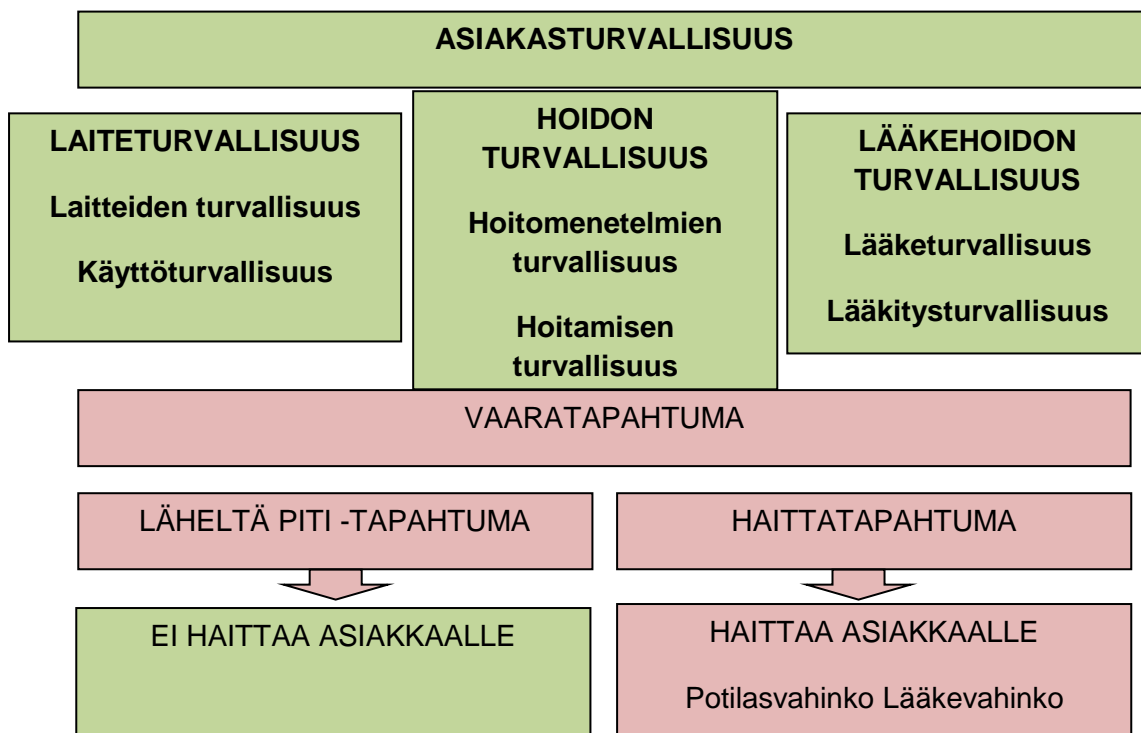 ASIAKASTURVALLISUUS
LAITETURVALLISUUS
Laitteiden turvallisuus
Käyttöturvallisuus
HOIDON
TURVALLISUUS
Hoitomenetelmien
turvallisuus
Hoitamisen
turvallisuus
LÄÄKEHOIDON
TURVALLISUUS
Lääketurvallisuus
Lääkitysturvallisuus
VAARATAPAHTUMA
LÄHELTÄ PITI -TAPAHTUMA
HAITTATAPAHTUMA
EI HAITTAA ASIAKKAALLE
HAITTAA ASIAKKAALLE
Potilasvahinko Lääkevahinko